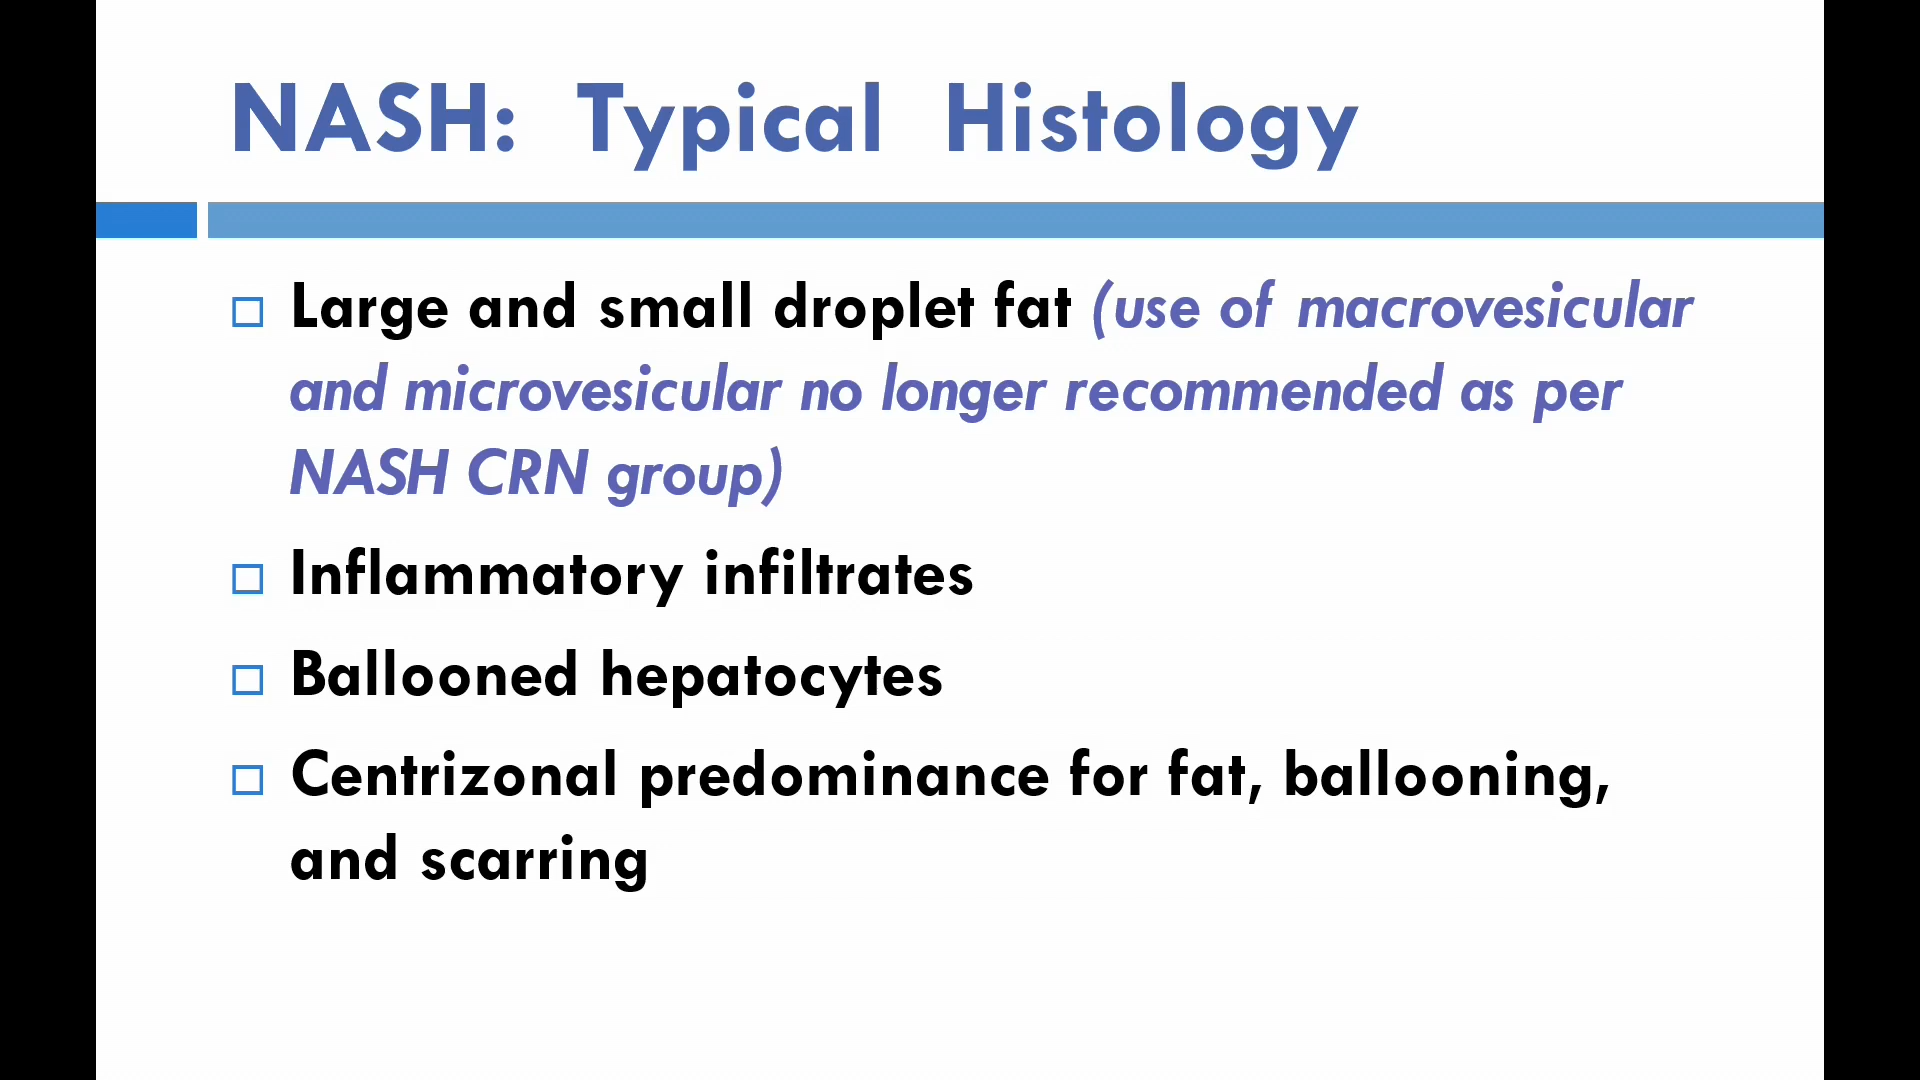 NASH: Typical Histology
Large and small droplet fat (use of macrovesicular
and microvesicular no longer recommended as per
NASH CRN group)
Inflammatory infiltrates
Ballooned hepatocytes
Centrizonal predominance for fat, ballooning,
and scarring